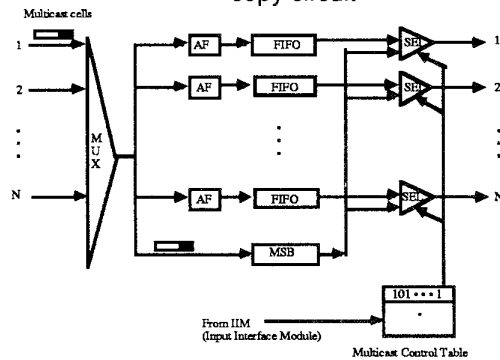 copy circuit
Multicast cells
1 AF FIFO SEL 1
2 AF FIFO SEL 2
M
U
X
N AF FIFO SEL N
MSB
101 • • • 1
From IIM
(Input Interface Module)
Multicast Control Table